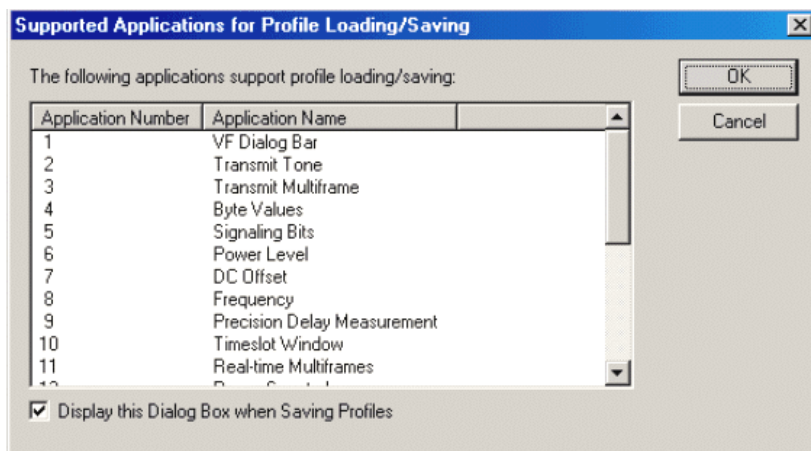 Supported Applications for Profile Loading/Saving
The following applications support profile loading/saving:
OK
Cancel
Application Number Application Name
1 VF Dialog Bar
2 Transmit Tone
3 Transmit Multiframe
4 Byte Values
5 Signaling Bits
6 Power Level
7 DC Offset
8 Frequency
9 Precision Delay Measurement
10 Timeslot Window
11 Real-time Multiframes
Display this Dialog Box when Saving Profiles